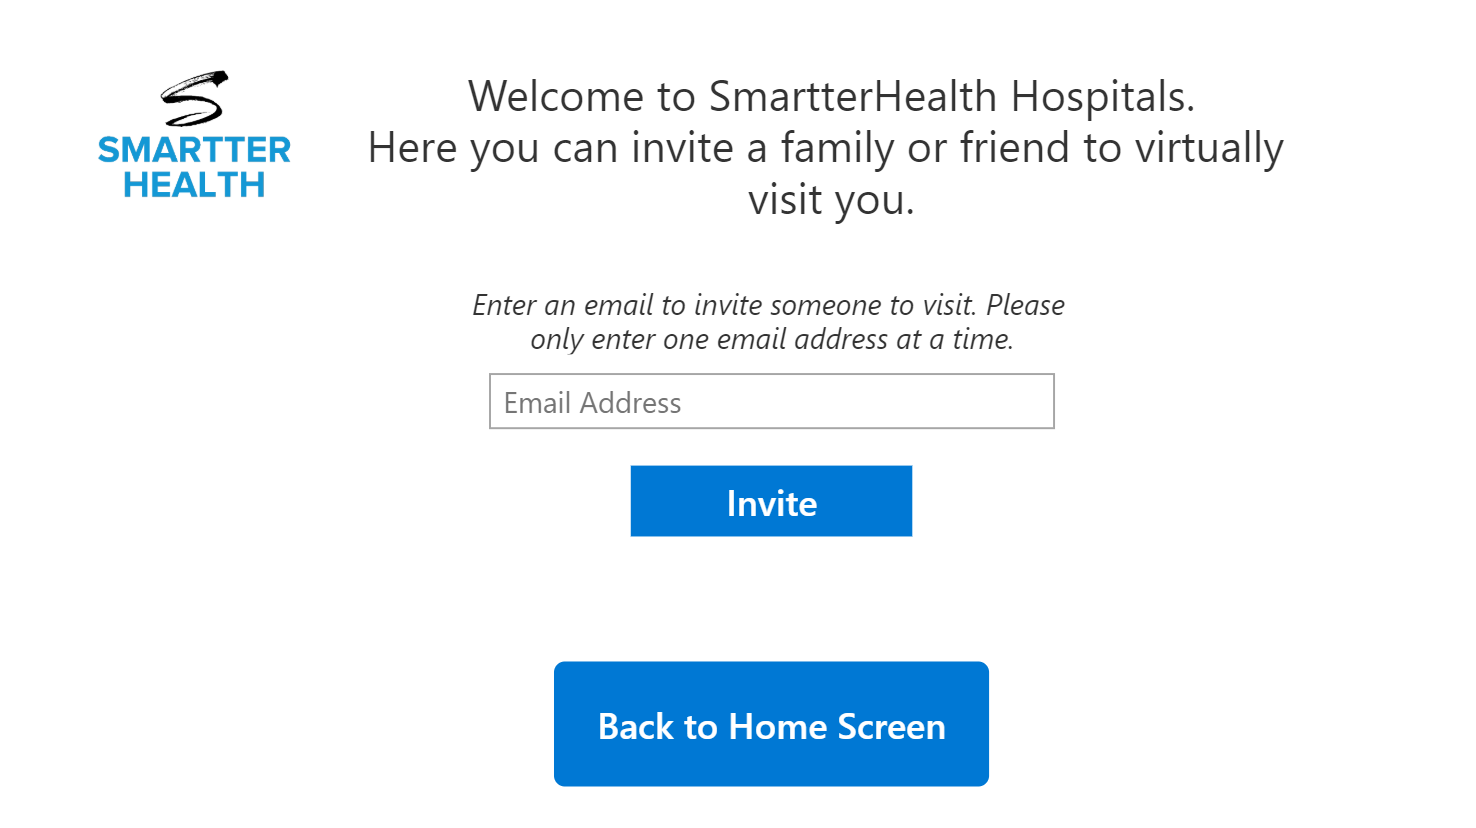 SMARTTER
HEALTH
Welcome to SmartterHealth Hospitals.
Here you can invite a family or friend to virtually
visit you.
Enter an email to invite someone to visit. Please
only enter one email address at a time.
Email Address
Invite
Back to Home Screen